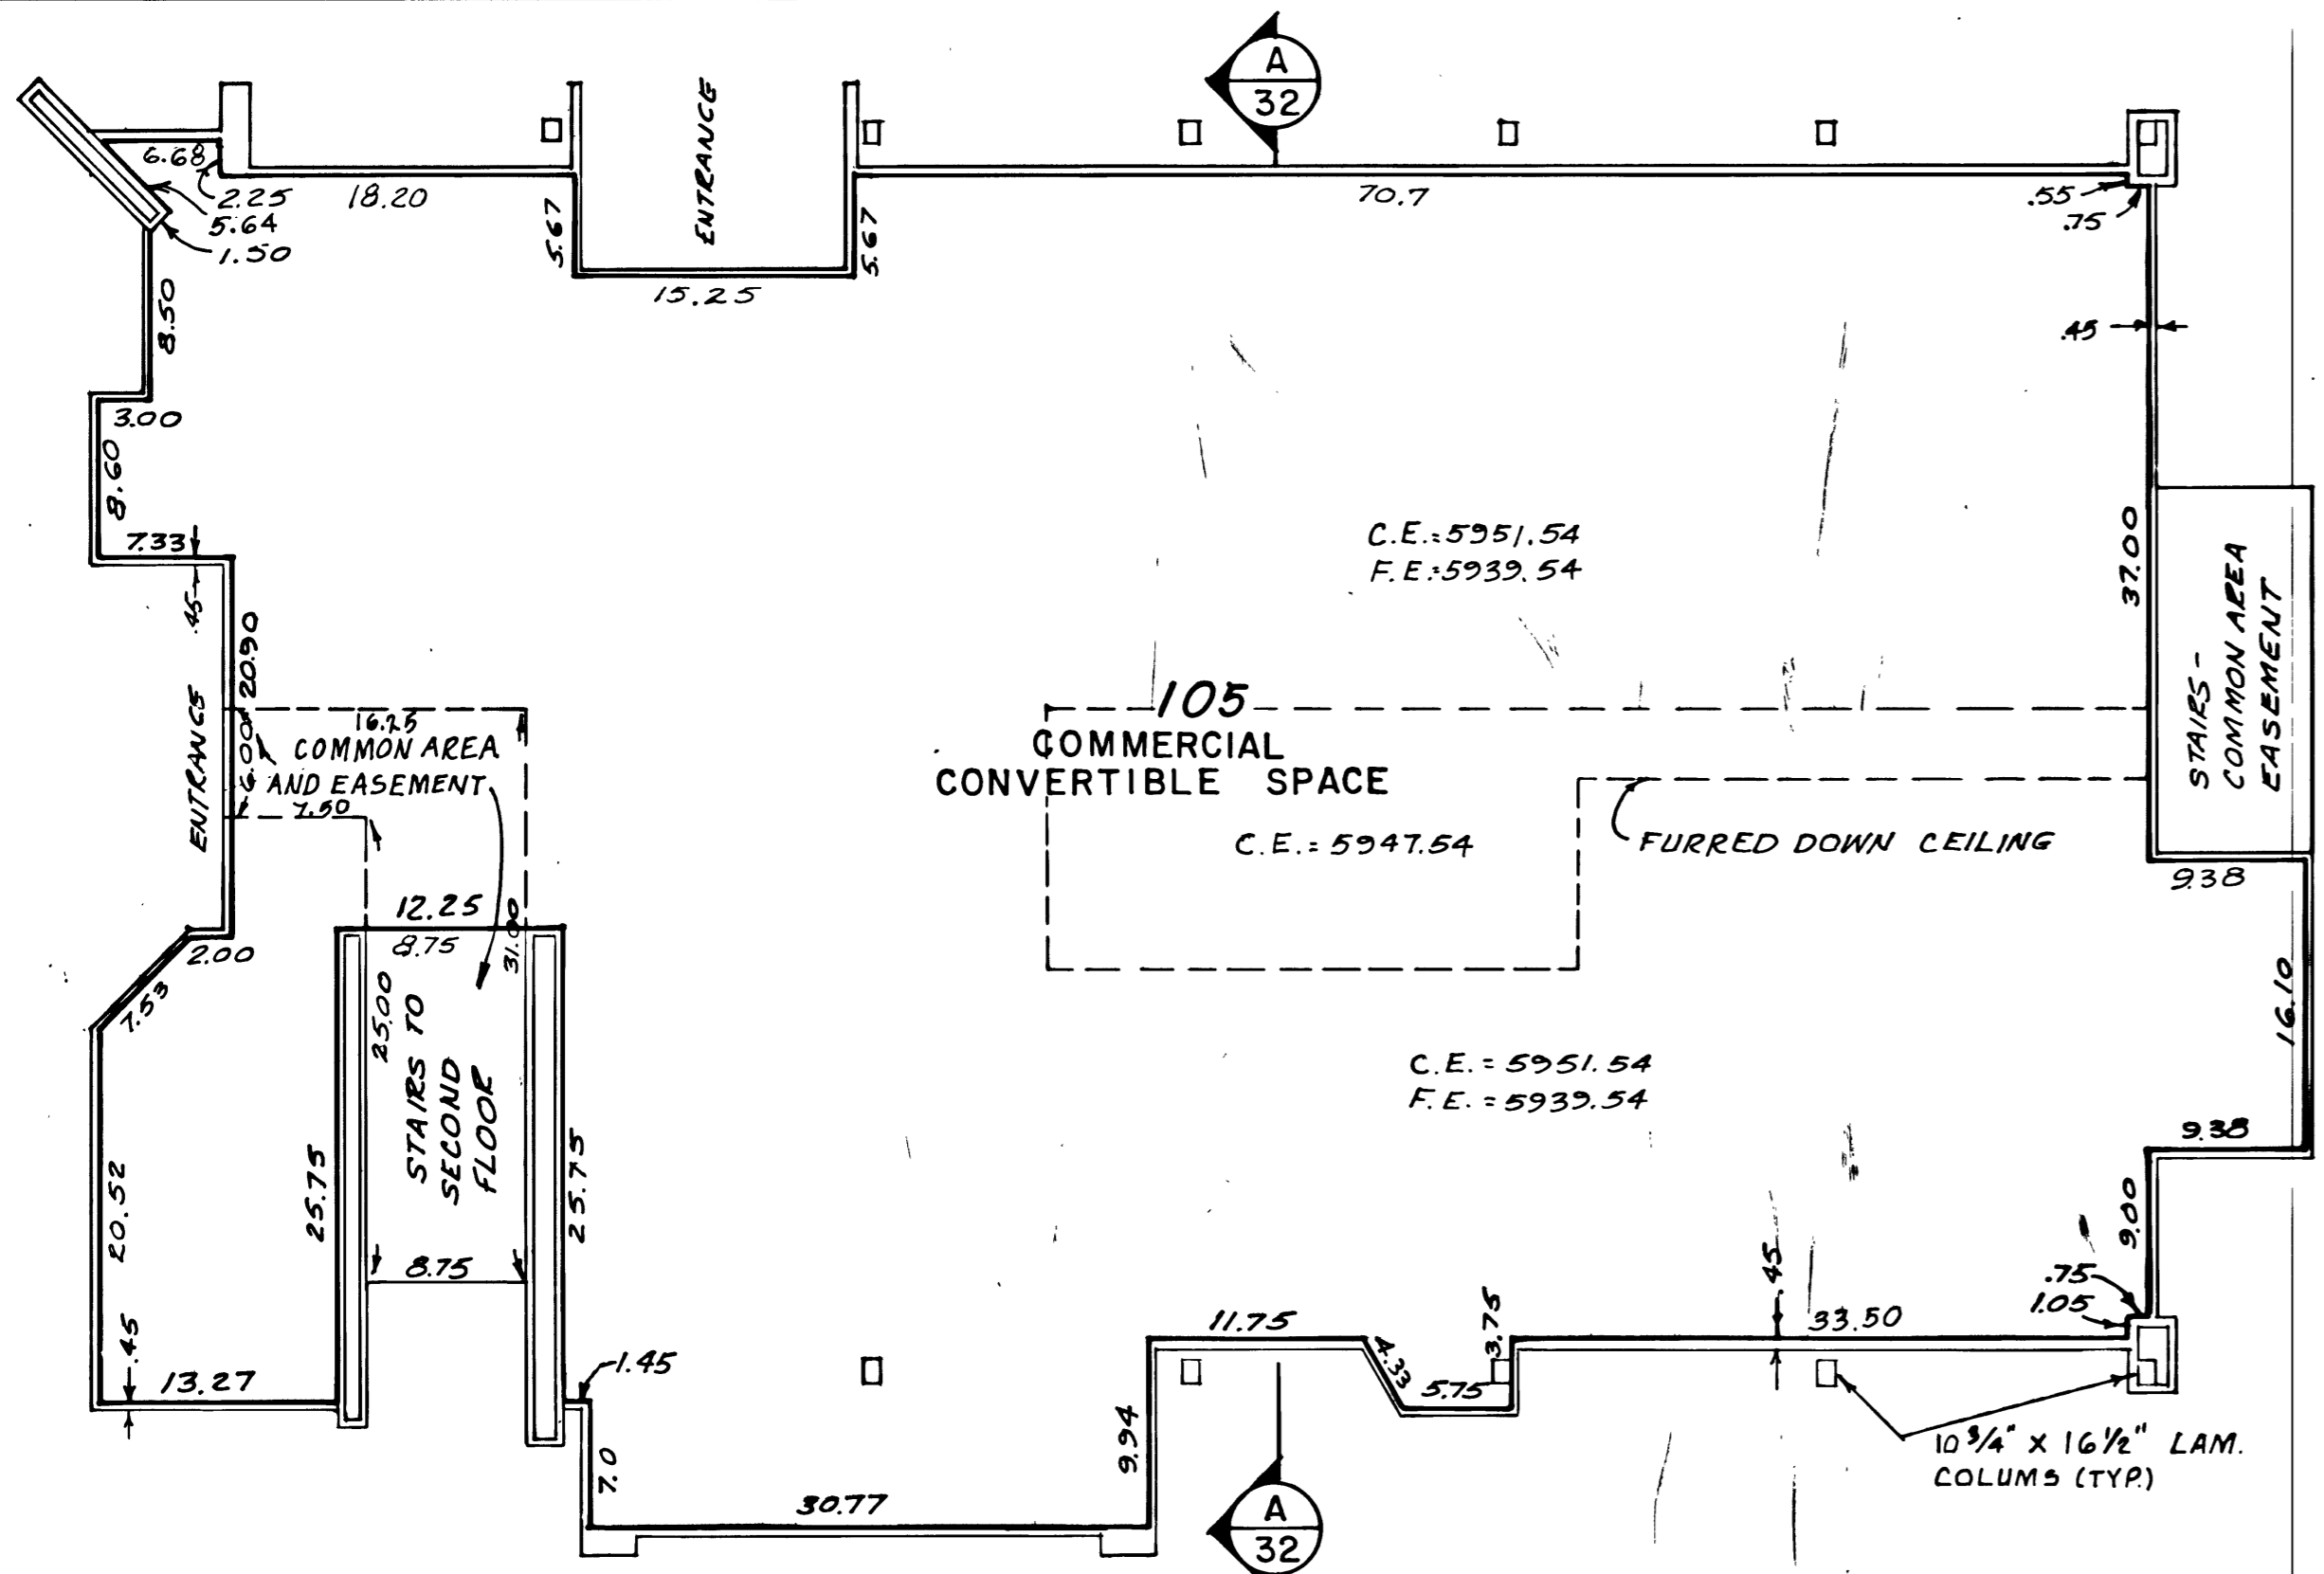 A
32
ENTRANCE
6.68
2.25
5.64
1.50
18.20
5.67
15.25
5.67
70.7
.55
.75
8.50
3.00
8.60
7.33
.45
.45
C.E.=5951.54
F.E.=5939.54
37.00
STAIRS-
COMMON AREA
EASEMENT
20.90
ENTRANCE
6.00
16.25
COMMON AREA
AND EASEMENT
7.50
105
COMMERCIAL
CONVERTIBLE SPACE
C.E.=5947.54
FURRED DOWN CEILING
9.38
12.25
8.75
31.00
2.00
7.53
25.00
STAIRS TO
SECOND
FLOOR
16.10
C.E.=5951.54
F.E.=5939.54
9.38
20.52
25.75
25.75
8.75
9.00
.75
1.05
.45
13.27
1.45
7.0
30.77
9.94
11.75
4.33
5.75
3.75
.45
33.50
10 3/4" X 16 1/2" LAM.
COLUMS (TYP.)
A
32